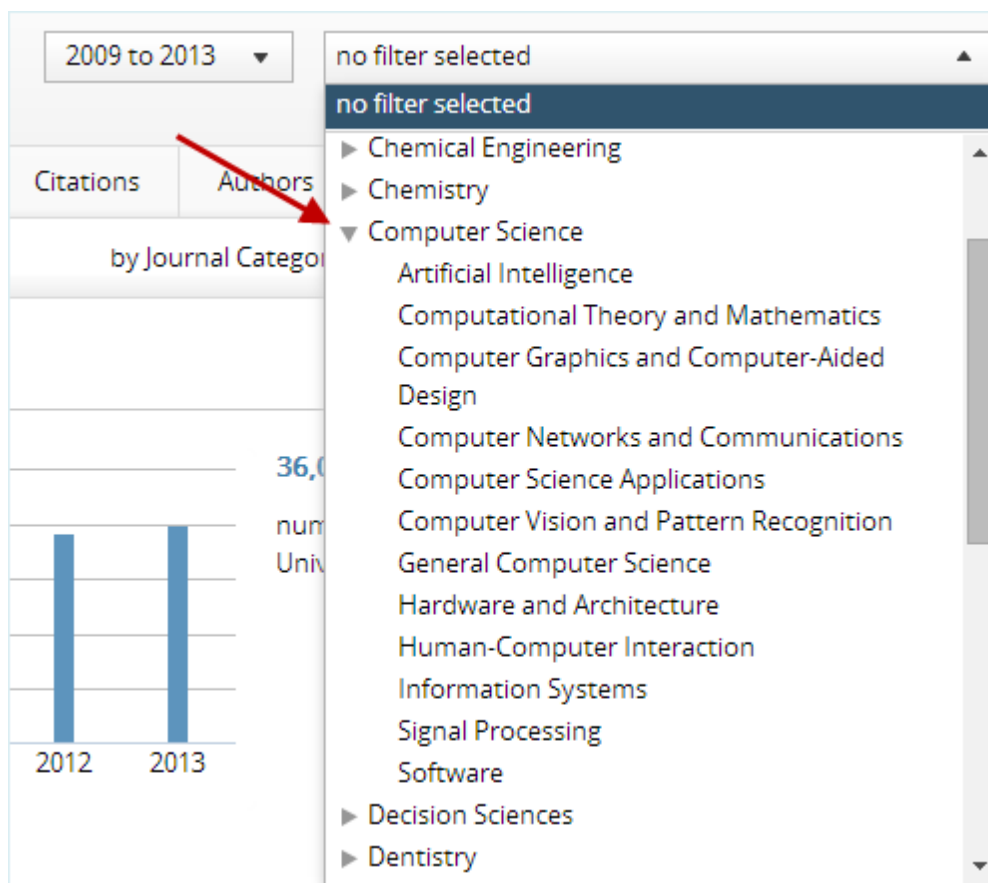 2009 to 2013
no filter selected
no filter selected
Citations
Authors
by Journal Catego
36,0
num
Univ
2012
2013
Chemical Engineering
Chemistry
Computer Science
Artificial Intelligence
Computational Theory and Mathematics
Computer Graphics and Computer-Aided
Design
Computer Networks and Communications
Computer Science Applications
Computer Vision and Pattern Recognition
General Computer Science
Hardware and Architecture
Human-Computer Interaction
Information Systems
Signal Processing
Software
Decision Sciences
Dentistry